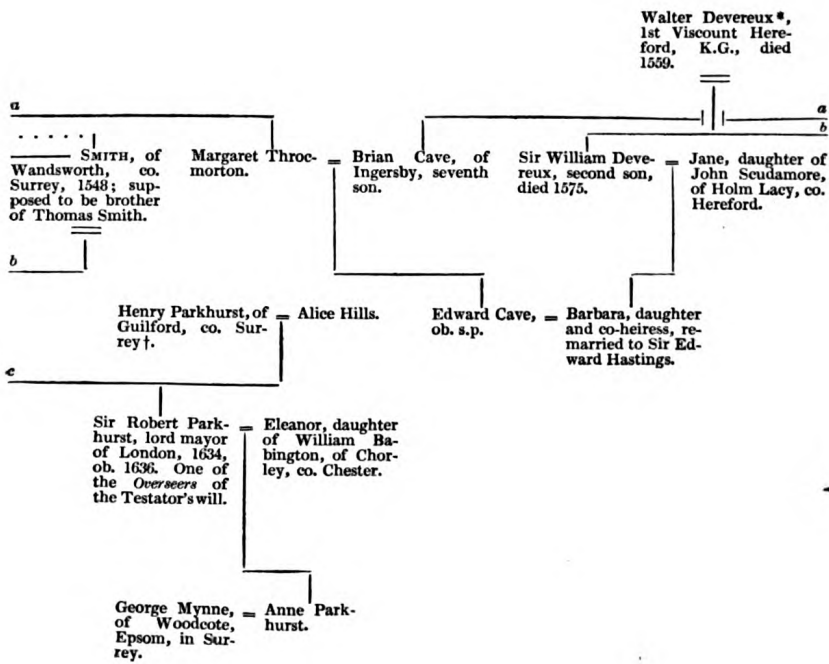 Walter Devereux*,
1st Viscount Here-
ford, K.G., died
1559.
a
a
b
——— SMITH, of
Wandsworth, co.
Surrey, 1548; sup-
posed to be brother
of Thomas Smith.
Margaret Throc-
morton.
=
Brian Cave, of
Ingersby, seventh
son.
Sir William Deve-
reux, second son,
died 1575.
=
Jane, daughter of
John Scudamore,
of Holm Lacy, co.
Hereford.
b
Henry Parkhurst, of
Guilford, co. Sur-
rey†.
=
Alice Hills.
Edward Cave,
ob. s.p.
=
Barbara, daughter
and co-heiress, re-
married to Sir Ed-
ward Hastings.
c
Sir Robert Park-
hurst, lord mayor
of London, 1634,
ob. 1636. One of
the Overseers of
the Testator's will.
=
Eleanor, daughter
of William Ba-
bington, of Chor-
ley, co. Chester.
George Mynne,
of Woodcote,
Epsom, in Sur-
rey.
=
Anne Park-
hurst.